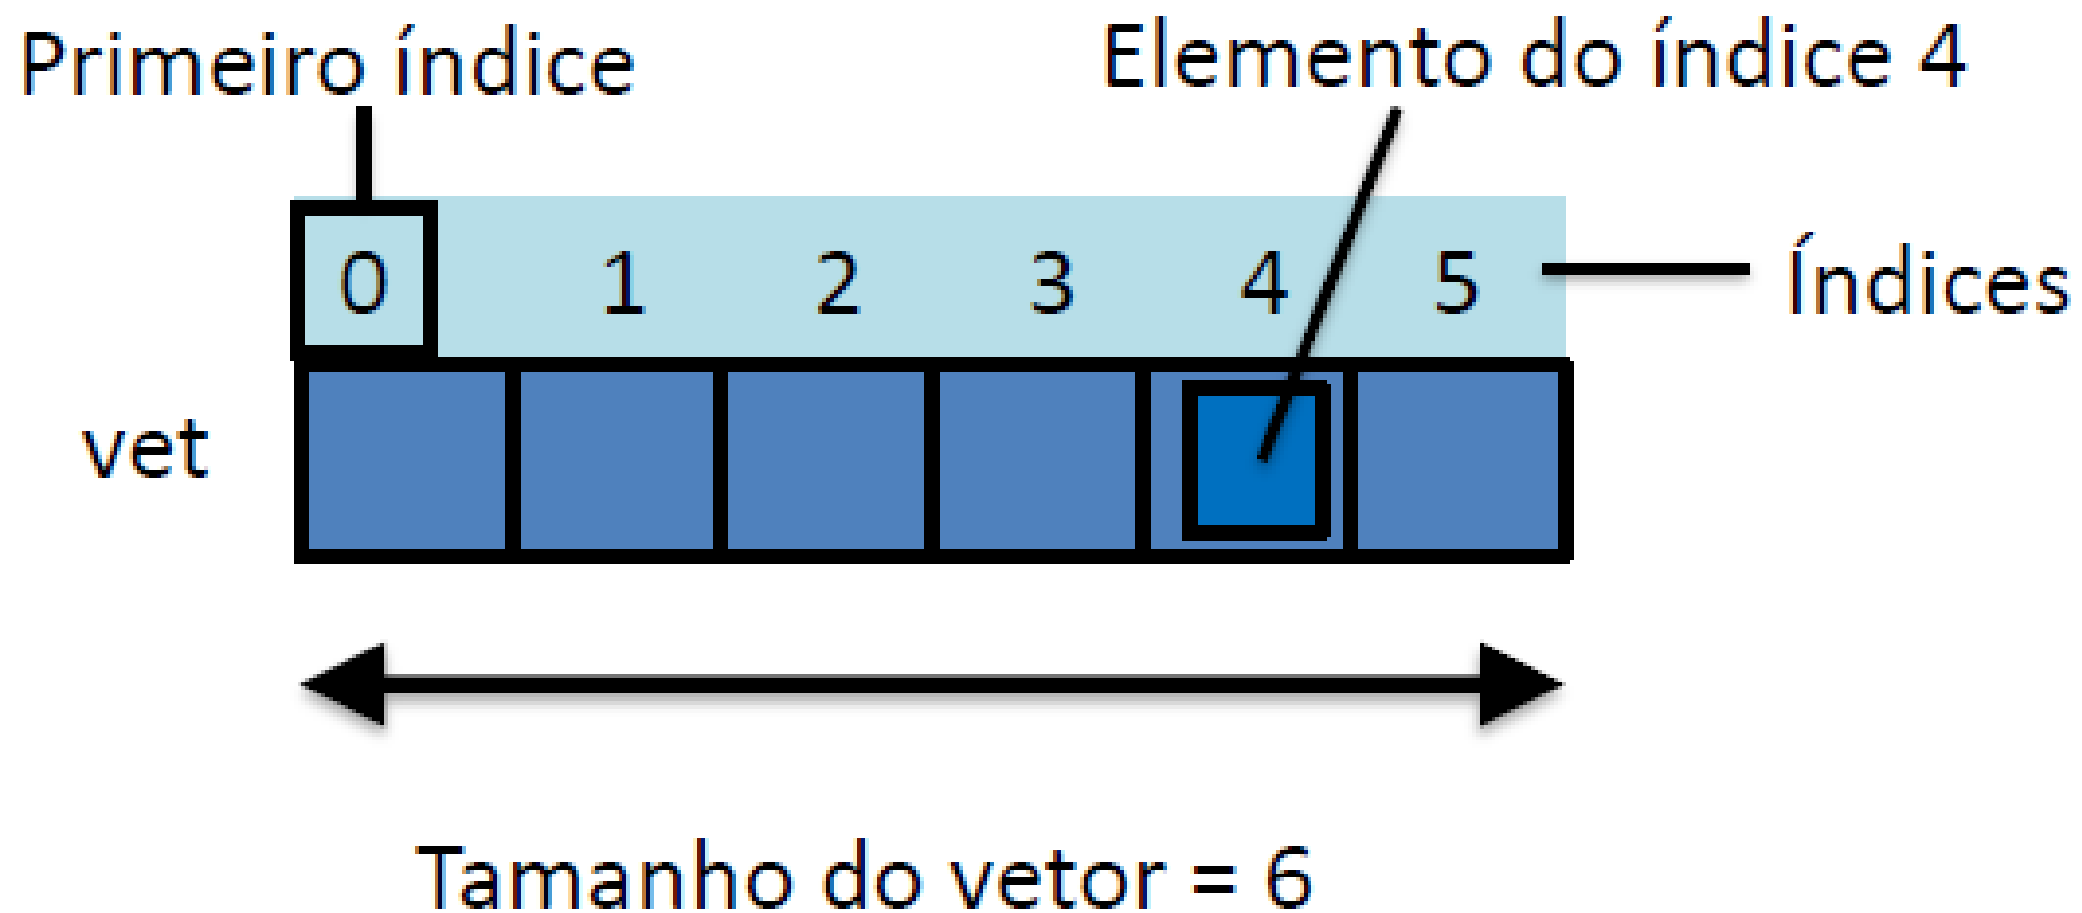 Primeiro índice
Elemento do índice 4
0 1 2 3 4 5
Índices
vet
Tamanho do vetor = 6